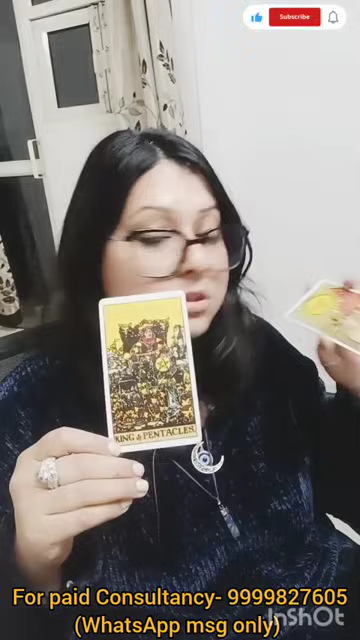 Subscribe
KING of PENTACLES.
For paid Consultancy- 9999827605
(WhatsApp msg only)
InShOt